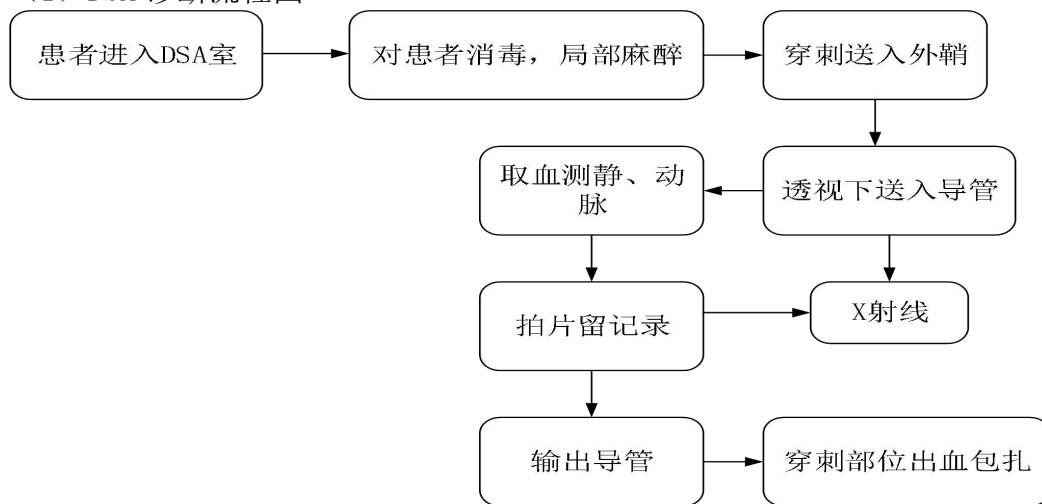 患者进入DSA室
对患者消毒，局部麻醉
穿刺送入外鞘
取血测静、动
脉
透视下送入导管
拍片留记录
X射线
输出导管
穿刺部位出血包扎